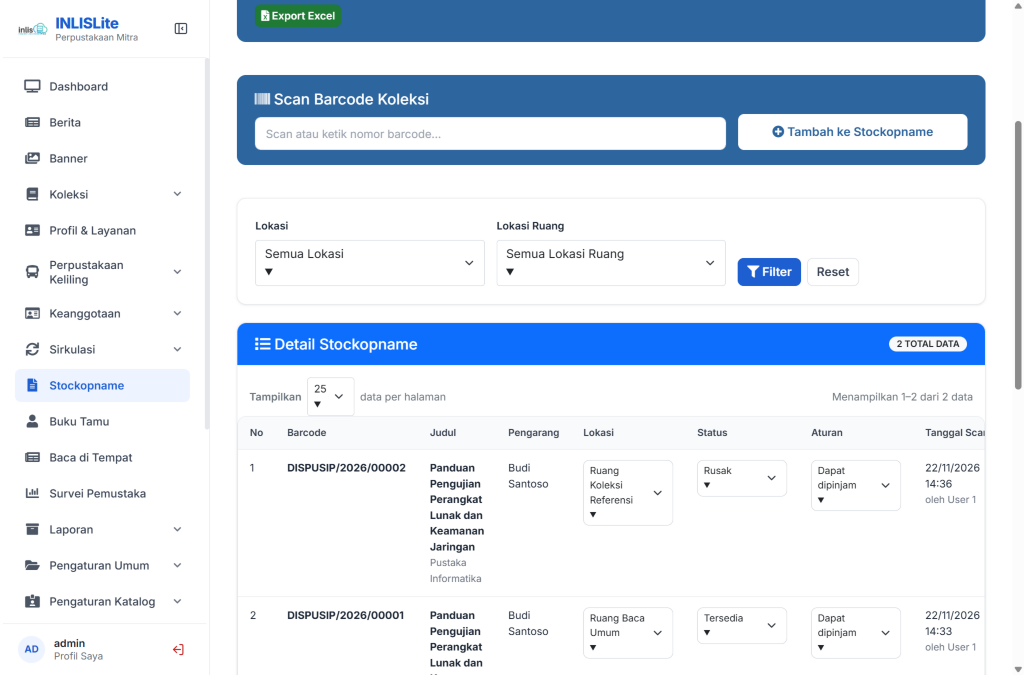 inlis
INLISLite
Perpustakaan Mitra
Dashboard
Berita
Banner
Koleksi
Profil & Layanan
Perpustakaan
Keliling
Keanggotaan
Sirkulasi
Stockopname
Buku Tamu
Baca di Tempat
Survei Pemustaka
Laporan
Pengaturan Umum
Pengaturan Katalog
AD
admin
Profil Saya
Export Excel
Scan Barcode Koleksi
Scan atau ketik nomor barcode...
Tambah ke Stockopname
Lokasi
Semua Lokasi
Lokasi Ruang
Semua Lokasi Ruang
Filter
Reset
Detail Stockopname
2 TOTAL DATA
Tampilkan 25 data per halaman
Menampilkan 1–2 dari 2 data
No Barcode Judul Pengarang Lokasi Status Aturan Tanggal Scan
1 DISPUSIP/2026/00002
Panduan
Pengujian
Perangkat
Lunak dan
Keamanan
Jaringan
Pustaka
Informatika
Budi
Santoso
Ruang
Koleksi
Referensi
Rusak
Dapat
dipinjam
22/11/2026
14:36
oleh User 1
2 DISPUSIP/2026/00001
Panduan
Pengujian
Perangkat
Lunak dan
Budi
Santoso
Ruang Baca
Umum
Tersedia
Dapat
dipinjam
22/11/2026
14:33
oleh User 1